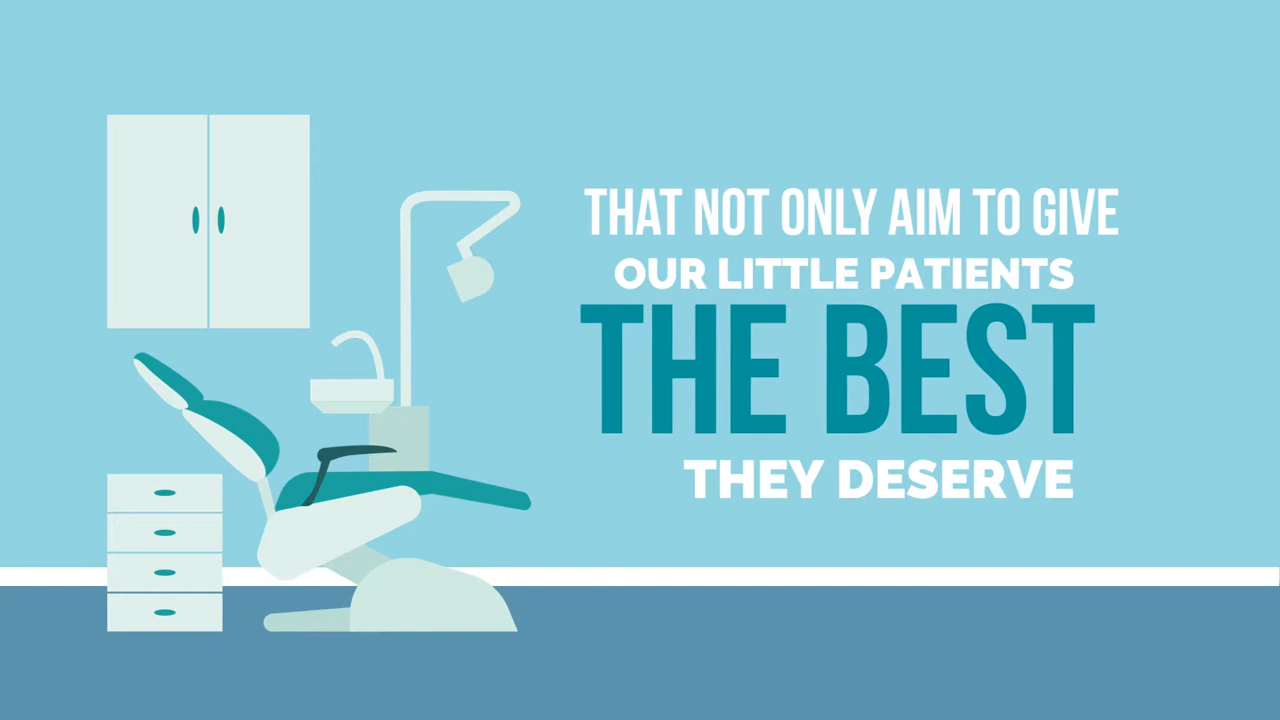 THAT NOT ONLY AIM TO GIVE
OUR LITTLE PATIENTS
THE BEST
THEY DESERVE